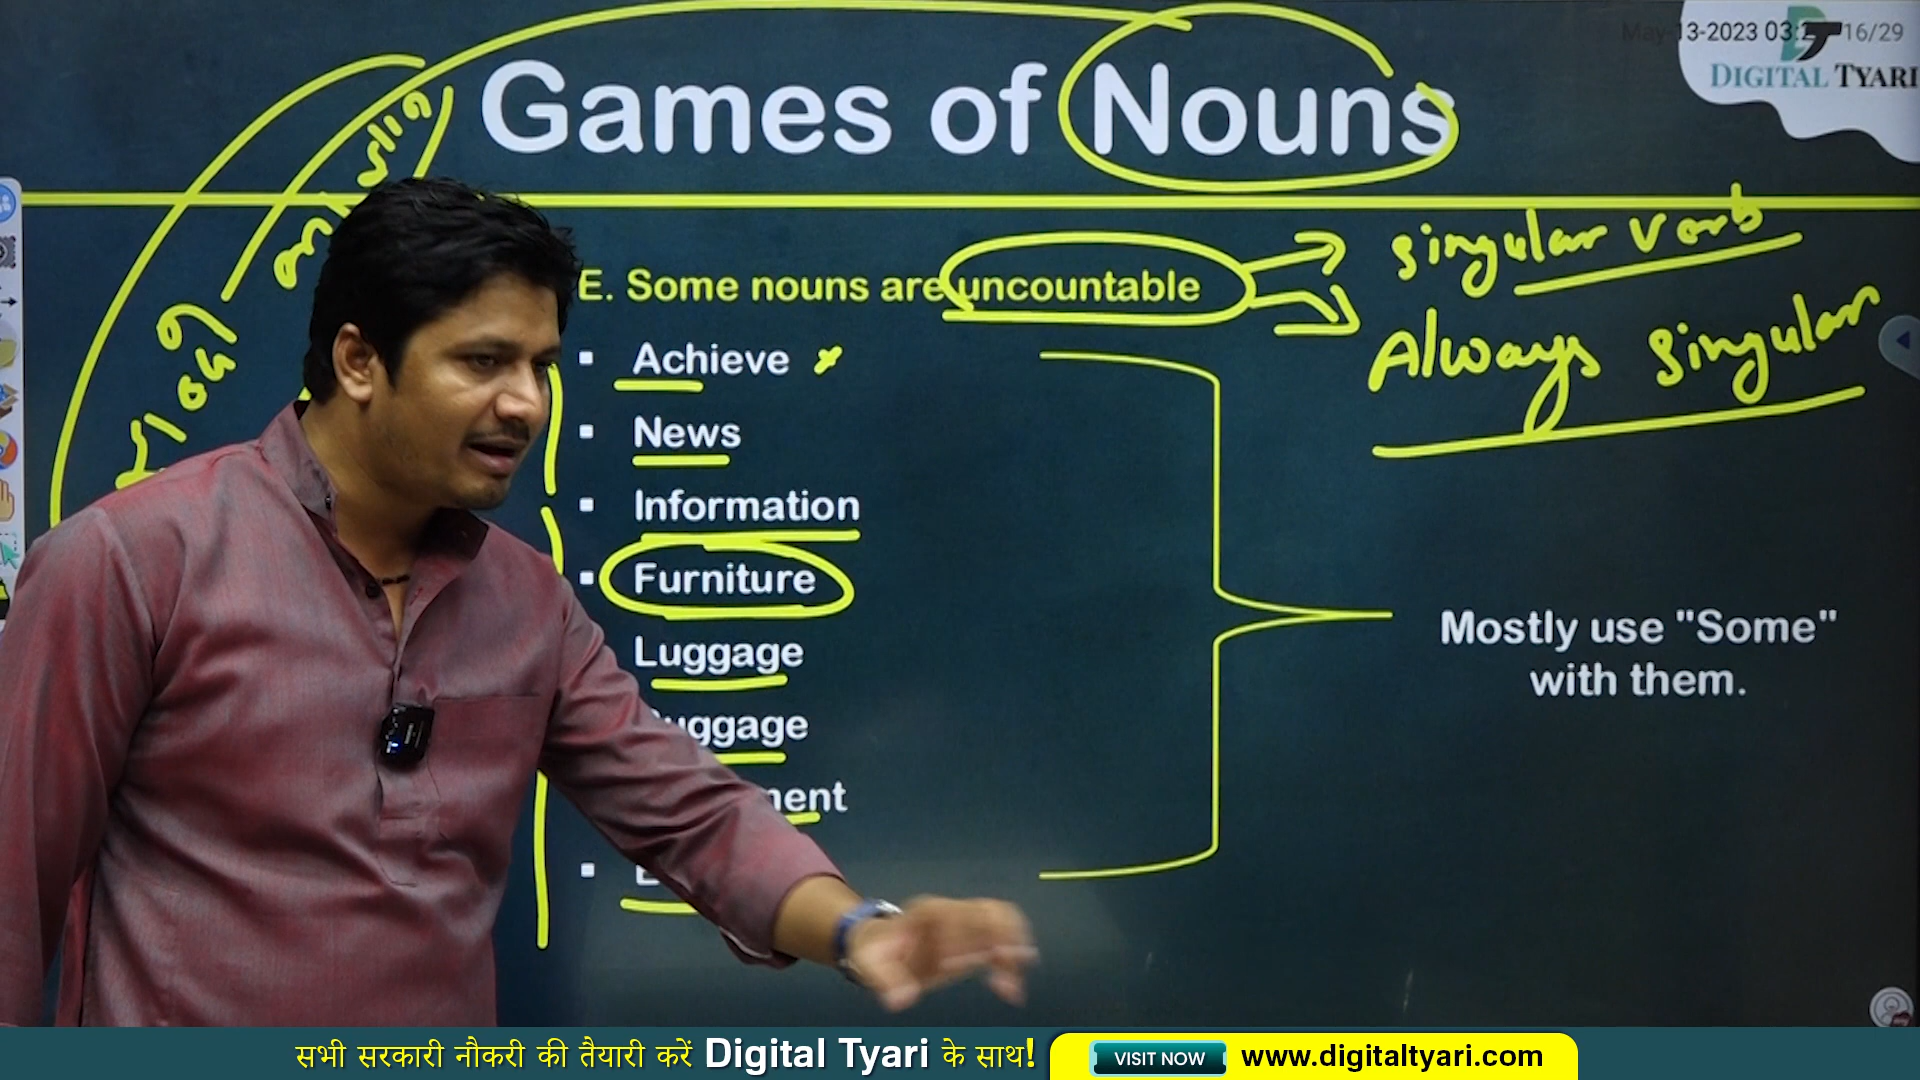 May-13-2023 03:2 16/29
DIGITAL TYARI
Games of Nouns
E. Some nouns are uncountable
Singular Verb
Always Singular
Achieve
News
Information
Furniture
Luggage
Mostly use "Some"
with them.
सभी सरकारी नौकरी की तैयारी करें Digital Tyari के साथ!
VISIT NOW
www.digitaltyari.com